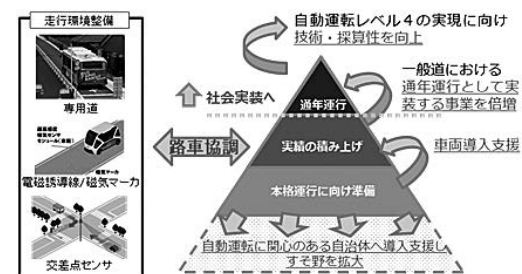 走行環境整備
専用道
電磁誘導線/磁気マーカ
交差点センサ
路車協調
社会実装へ
自動運転レベル4の実現に向け
技術・採算性を向上
一般道における
通年運行として実
装する事業を倍増
車両導入支援
通年運行
実績の積み上げ
本格運行に向け準備
自動運転に関心のある自治体へ導入支援し
すそ野を拡大